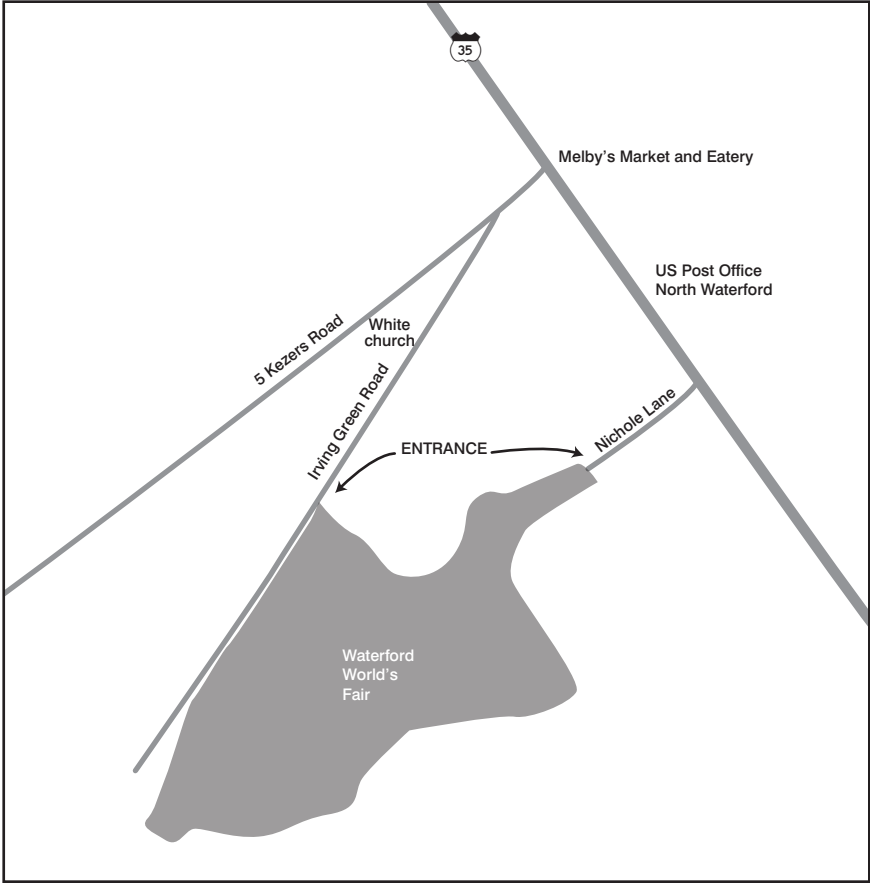 35
Melby's Market and Eatery
US Post Office
North Waterford
White
church
5 Kezers Road
Irving Green Road
Nichole Lane
ENTRANCE
Waterford
World's
Fair